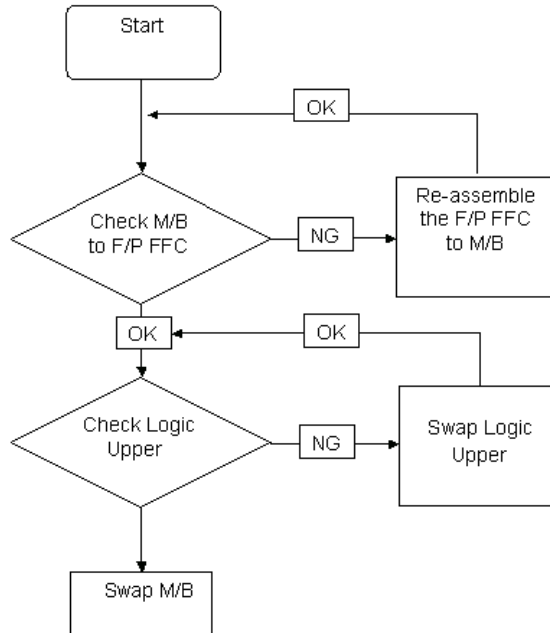 Start
OK
Check M/B
to F/P FFC
NG
Re-assemble
the F/P FFC
to M/B
OK
OK
Check Logic
Upper
NG
Swap Logic
Upper
Swap M/B